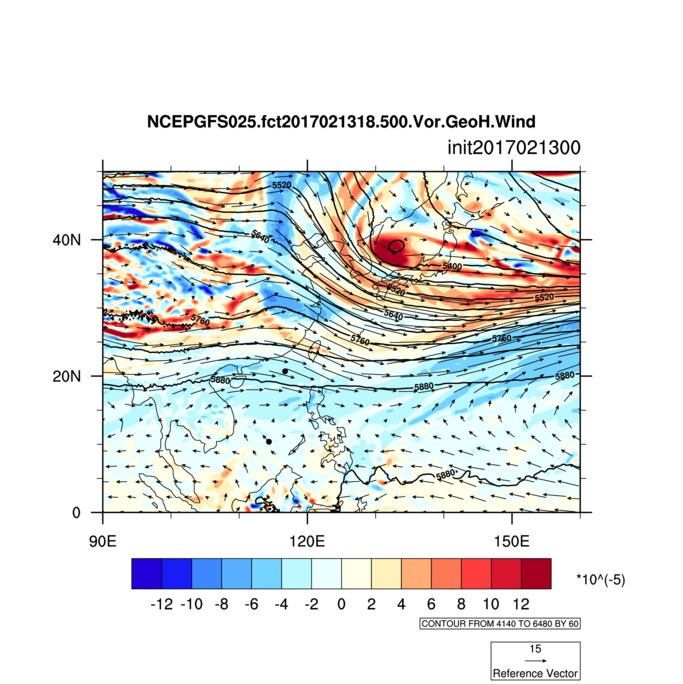 NCEPGFS025.fct2017021318.500.Vor.GeoH.Wind
init2017021300
5520
5640
40N
5400
5520
5520
5640
5760
5760
5760
20N
5880
5880
5880
5880
0
90E 120E 150E
-12 -10 -8 -6 -4 -2 0 2 4 6 8 10 12
*10^(-5)
CONTOUR FROM 4140 TO 6480 BY 60
15
Reference Vector